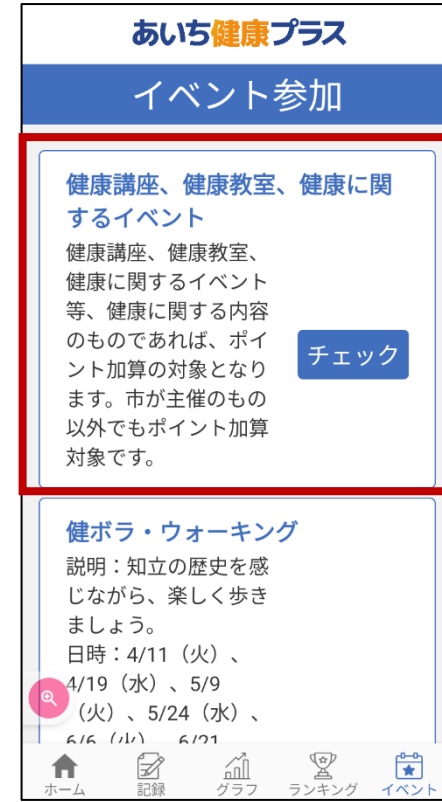 あいち健康プラス
イベント参加
健康講座、健康教室、健康に関
するイベント
健康講座、健康教室、
健康に関するイベント
等、健康に関する内容
のものであれば、ポイ
ント加算の対象となり
ます。市が主催のもの
以外でもポイント加算
対象です。
チェック
健ボラ・ウォーキング
説明：知立の歴史を感
じながら、楽しく歩き
ましょう。
日時：4/11（火）、
4/19（水）、5/9
（火）、5/24（水）、
6/6（火）、6/21
ホーム
記録
グラフ
ランキング
イベント